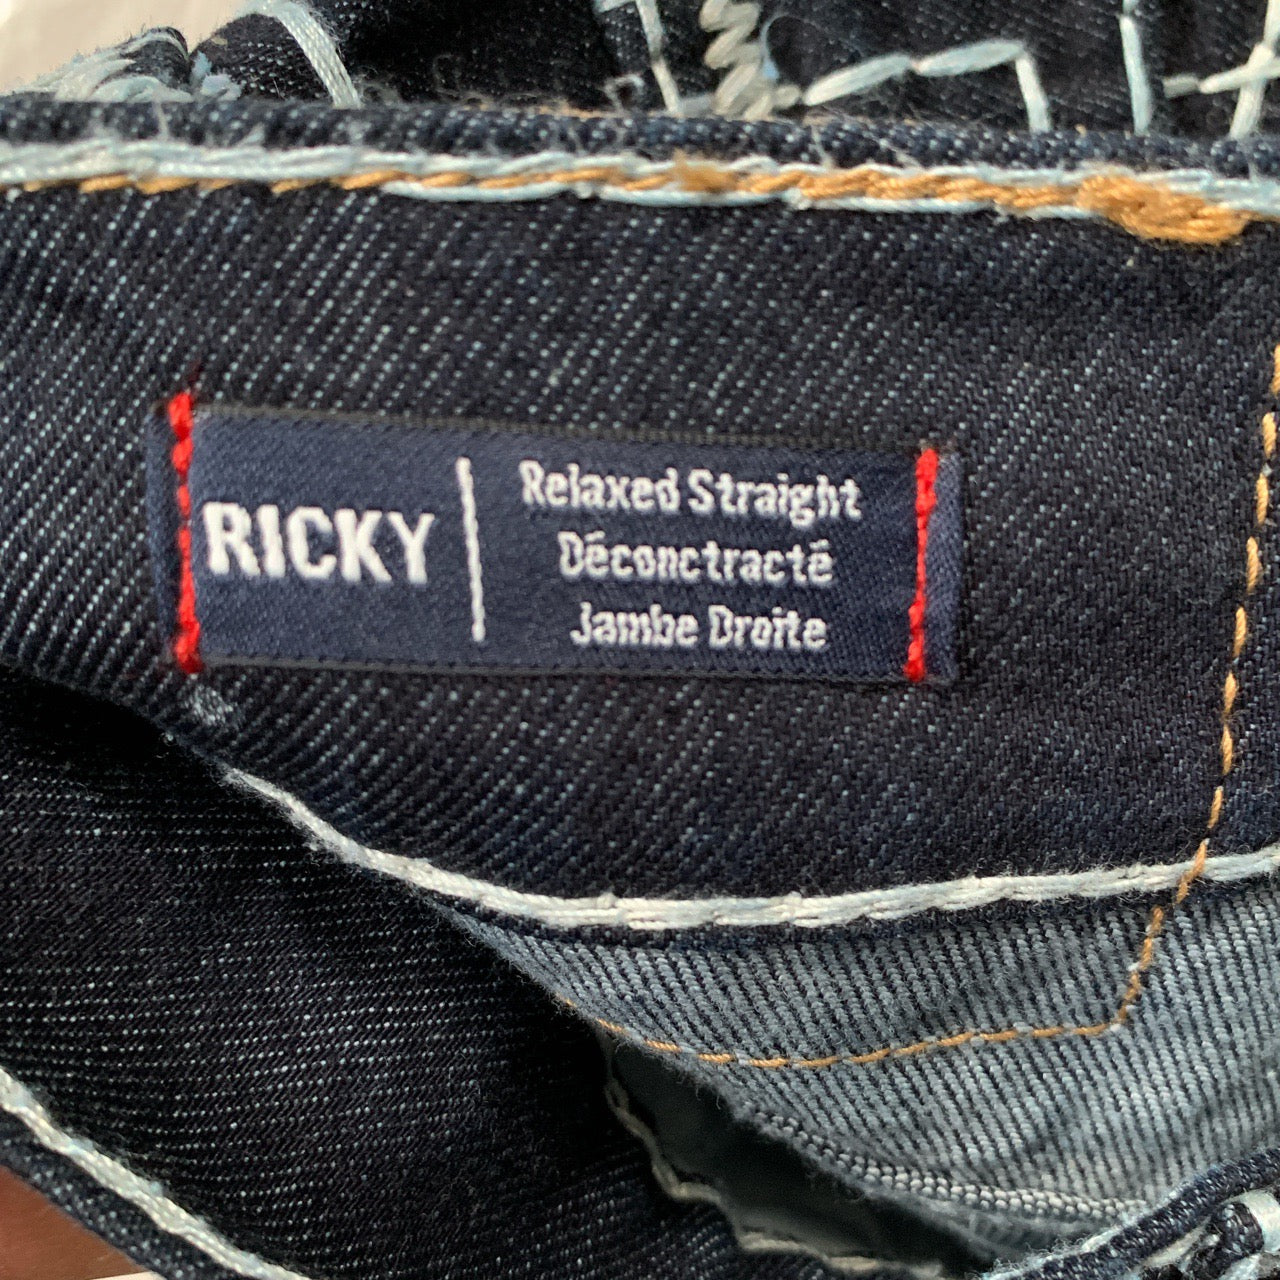 RICKY
Relaxed Straight
Déconctracté
Jambe Droite